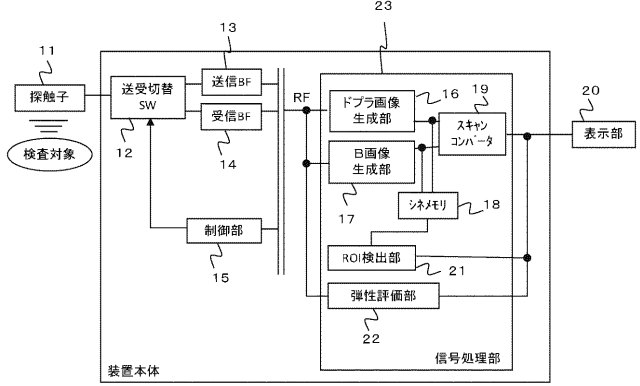 23
13
11
送信BF
RF
ドプラ画像
生成部
16
19
20
探触子
送受切替
SW
スキャン
コンバータ
表示部
受信BF
検査対象
12
14
B画像
生成部
17
シネメモリ
18
制御部
15
ROI検出部
21
弾性評価部
22
装置本体
信号処理部